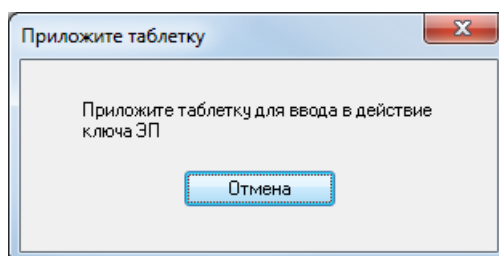 Приложите таблетку
Приложите таблетку для ввода в действие
ключа ЭП
Отмена